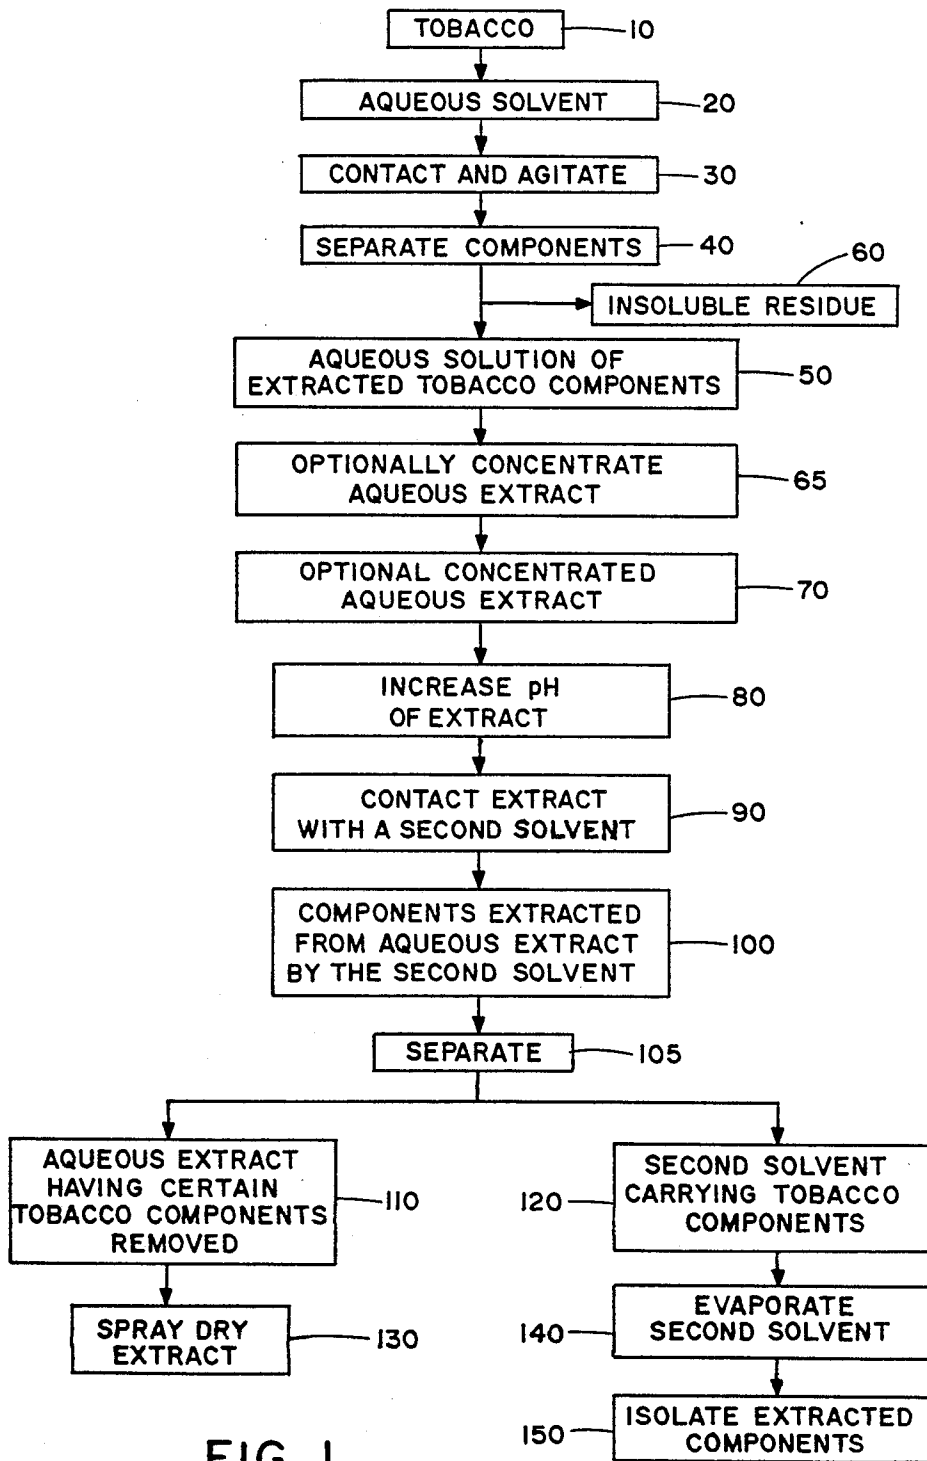 TOBACCO
10
AQUEOUS SOLVENT
20
CONTACT AND AGITATE
30
SEPARATE COMPONENTS
40
60
INSOLUBLE RESIDUE
AQUEOUS SOLUTION OF
EXTRACTED TOBACCO COMPONENTS
50
OPTIONALLY CONCENTRATE
AQUEOUS EXTRACT
65
OPTIONAL CONCENTRATED
AQUEOUS EXTRACT
70
INCREASE pH
OF EXTRACT
80
CONTACT EXTRACT
WITH A SECOND SOLVENT
90
COMPONENTS EXTRACTED
FROM AQUEOUS EXTRACT
BY THE SECOND SOLVENT
100
SEPARATE
105
AQUEOUS EXTRACT
HAVING CERTAIN
TOBACCO COMPONENTS
REMOVED
110
120
SECOND SOLVENT
CARRYING TOBACCO
COMPONENTS
SPRAY DRY
EXTRACT
130
140
EVAPORATE
SECOND SOLVENT
150
ISOLATE EXTRACTED
COMPONENTS
FIG. 1